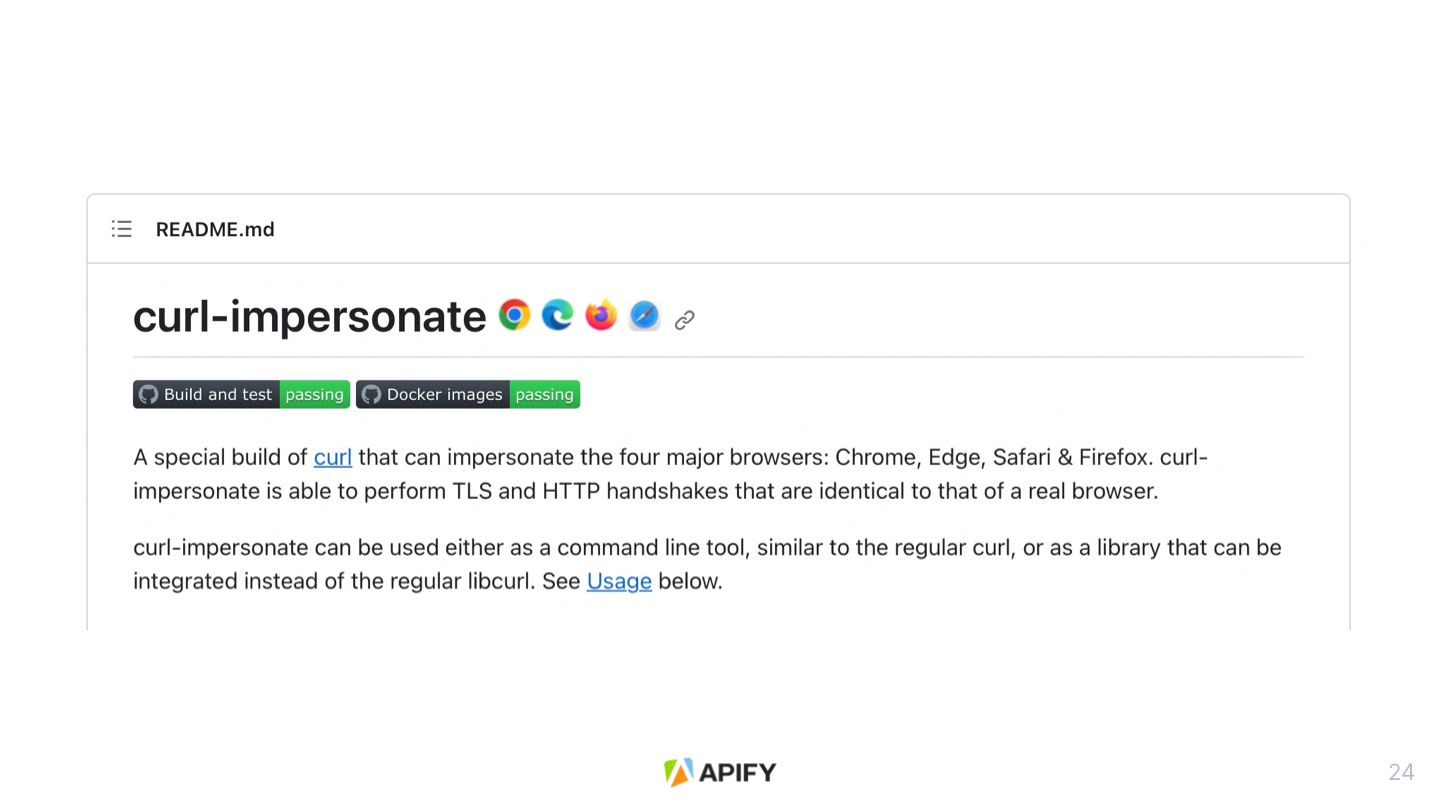 README.md
curl-impersonate
Build and test passing Docker images passing
A special build of curl that can impersonate the four major browsers: Chrome, Edge, Safari & Firefox. curl-
impersonate is able to perform TLS and HTTP handshakes that are identical to that of a real browser.
curl-impersonate can be used either as a command line tool, similar to the regular curl, or as a library that can be
integrated instead of the regular libcurl. See Usage below.
APIFY
24